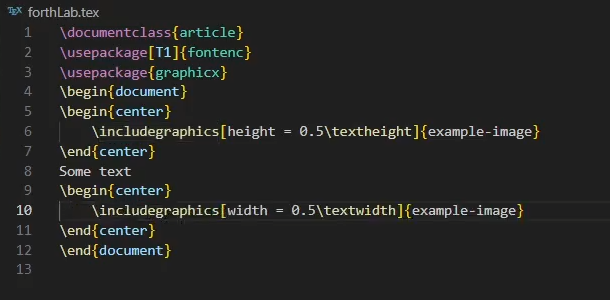 TEX forthLab.tex
1 \documentclass{article}
2 \usepackage[T1]{fontenc}
3 \usepackage{graphicx}
4 \begin{document}
5 \begin{center}
6     \includegraphics[height = 0.5\textheight]{example-image}
7 \end{center}
8 Some text
9 \begin{center}
10     \includegraphics[width = 0.5\textwidth]{example-image}
11 \end{center}
12 \end{document}
13